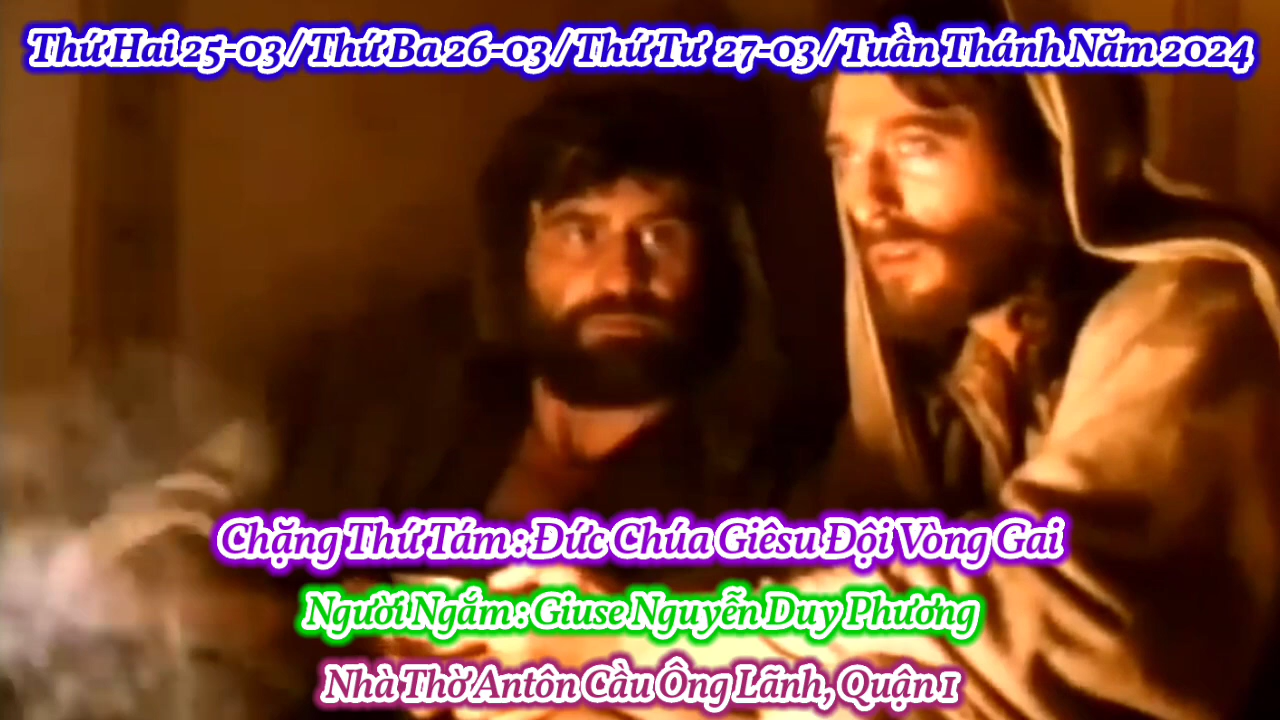 Thứ Hai 25-03 / Thứ Ba 26-03 / Thứ Tư 27-03 / Tuần Thánh Năm 2024
Chặng Thứ Tám : Đức Chúa Giêsu Đội Vòng Gai
Người Ngắm : Giuse Nguyễn Duy Phương
Nhà Thờ Antôn Cầu Ông Lãnh, Quận 1